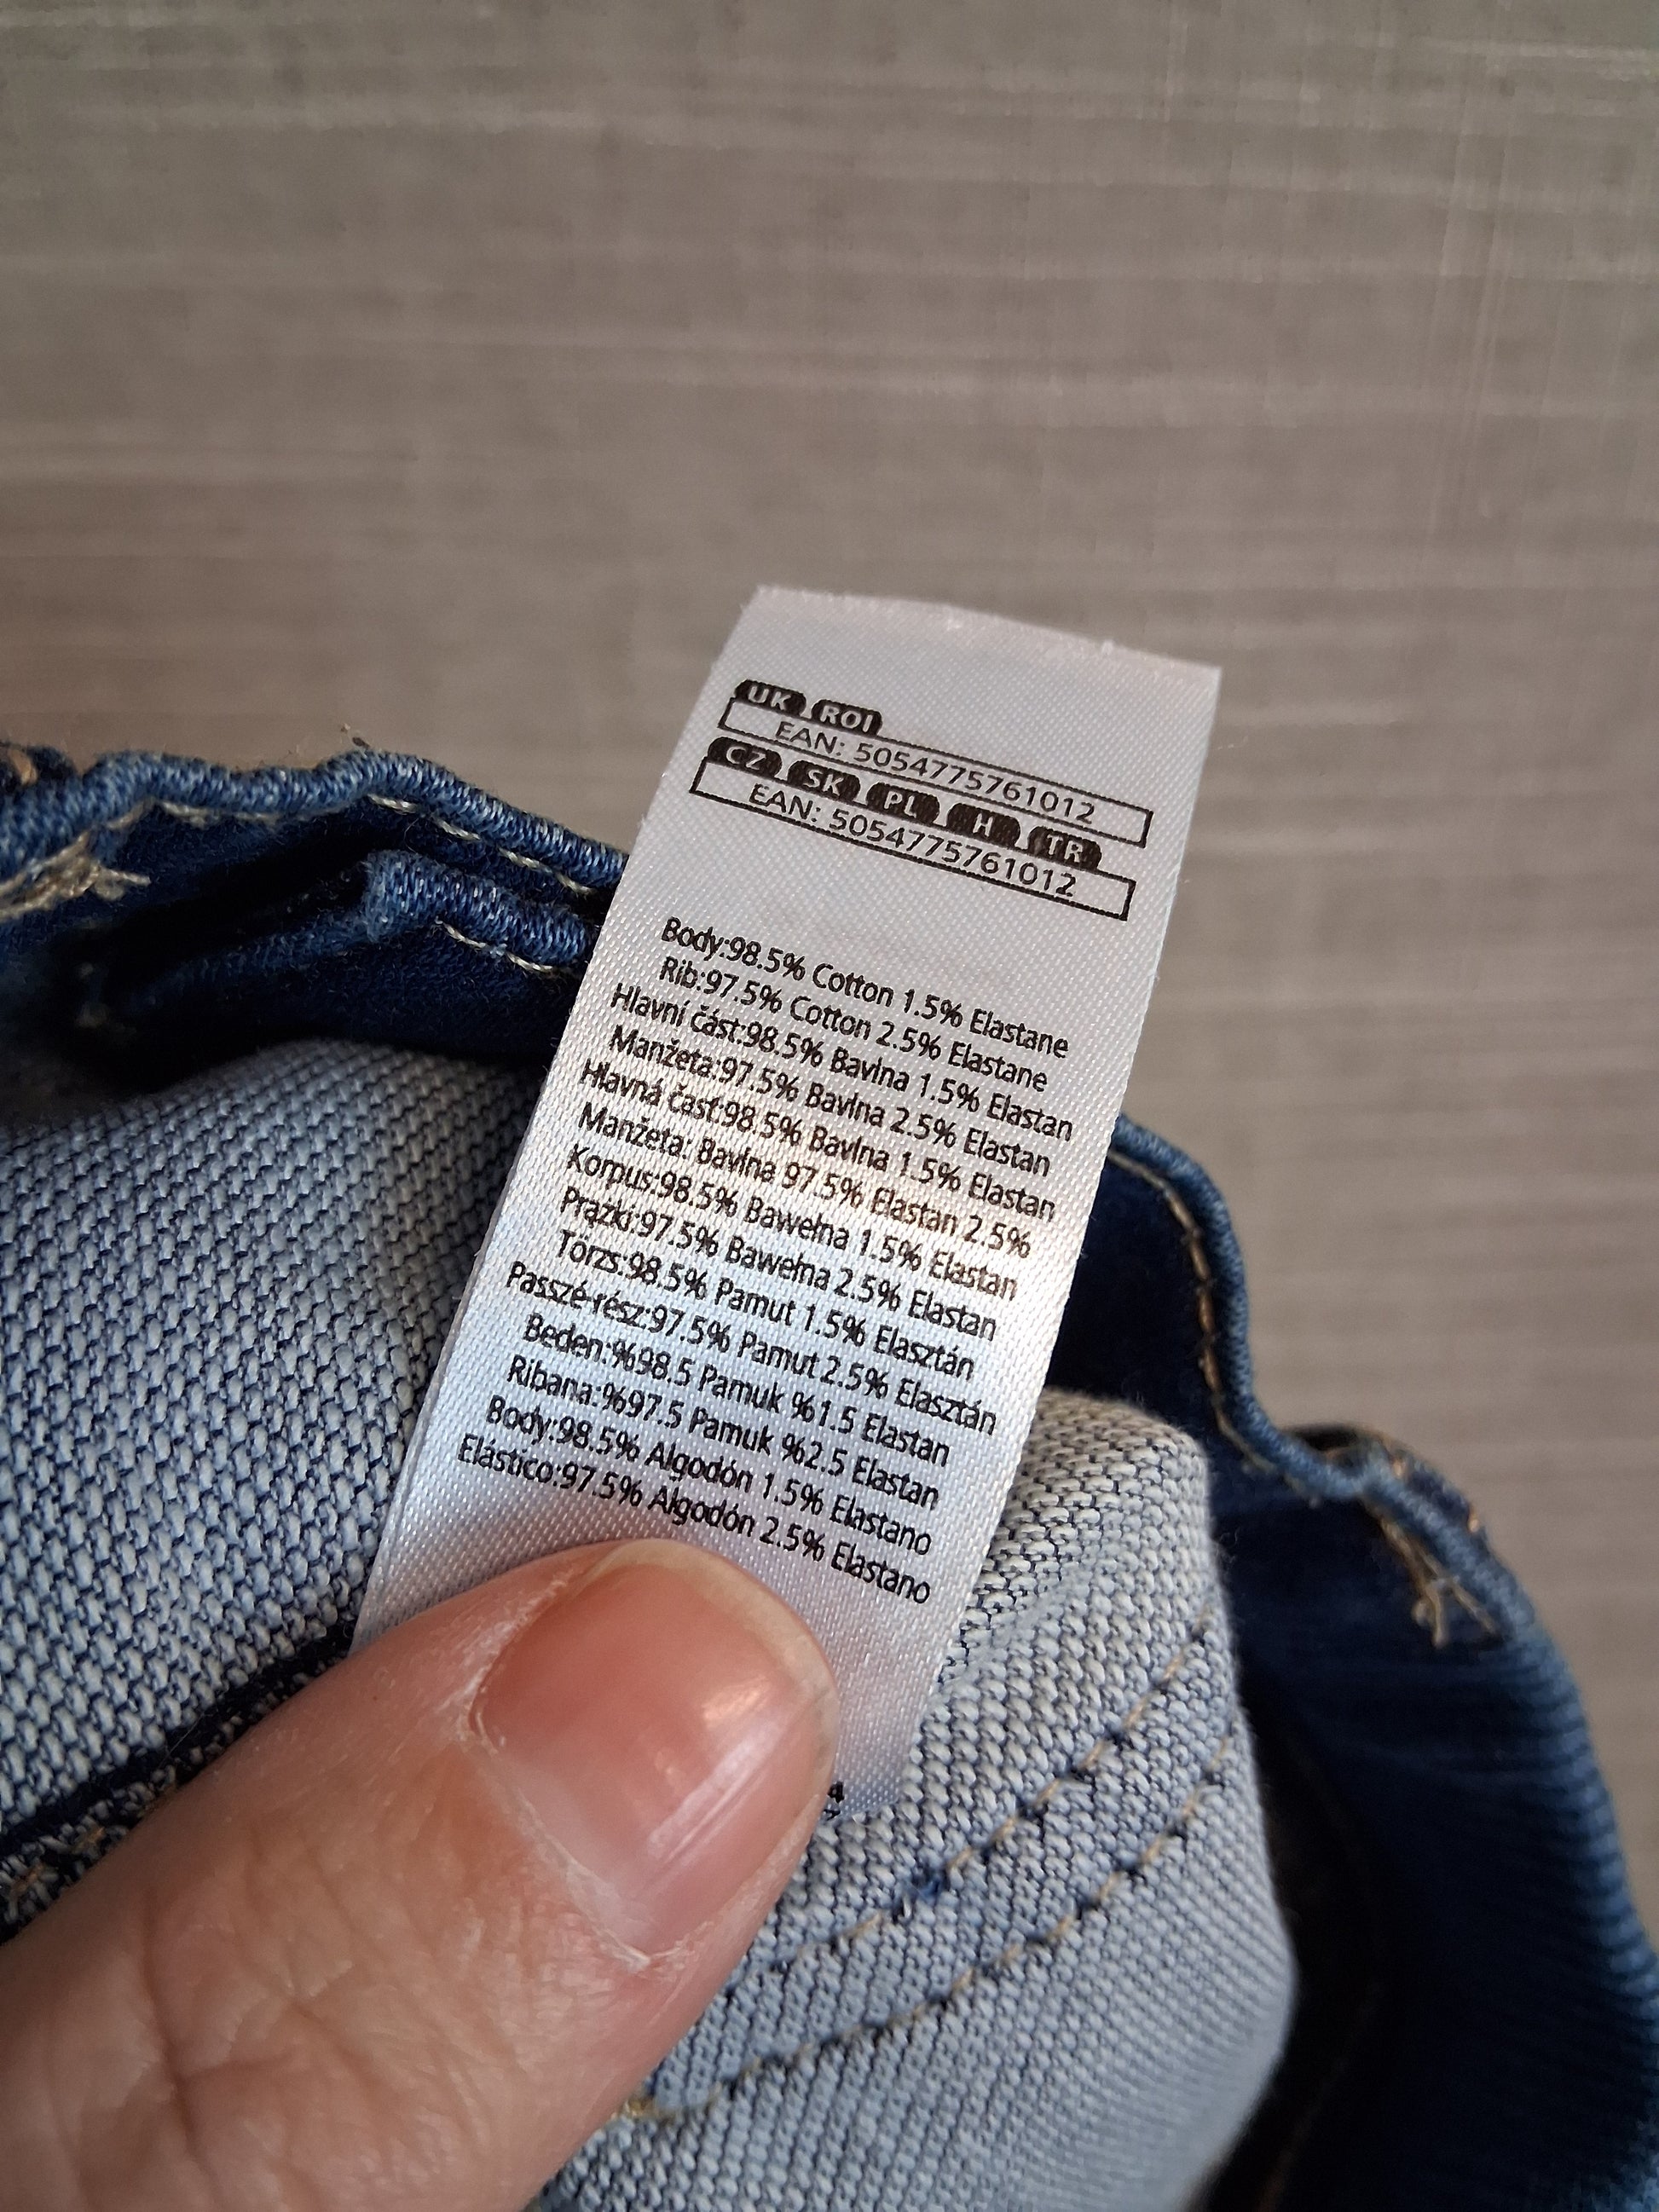 UK ROI
EAN: 5054775761012
CZ SK PL H TR
EAN: 5054775761012
Body:98.5% Cotton 1.5% Elastane
Rib:97.5% Cotton 2.5% Elastane
Hlavní část:98.5% Bavlna 1.5% Elastan
Manžeta:97.5% Bavlna 2.5% Elastan
Hlavná časť:98.5% Bavlna 1.5% Elastan
Manžeta: Bavlna 97.5% Elastan 2.5%
Korpus:98.5% Bawełna 1.5% Elastan
Prążki:97.5% Bawełna 2.5% Elastan
Törzs:98.5% Pamut 1.5% Elasztán
Passzé-rész:97.5% Pamut 2.5% Elasztán
Beden:%98.5 Pamuk %1.5 Elastan
Ribana:%97.5 Pamuk %2.5 Elastan
Body:98.5% Algodón 1.5% Elastano
Elástico:97.5% Algodón 2.5% Elastano